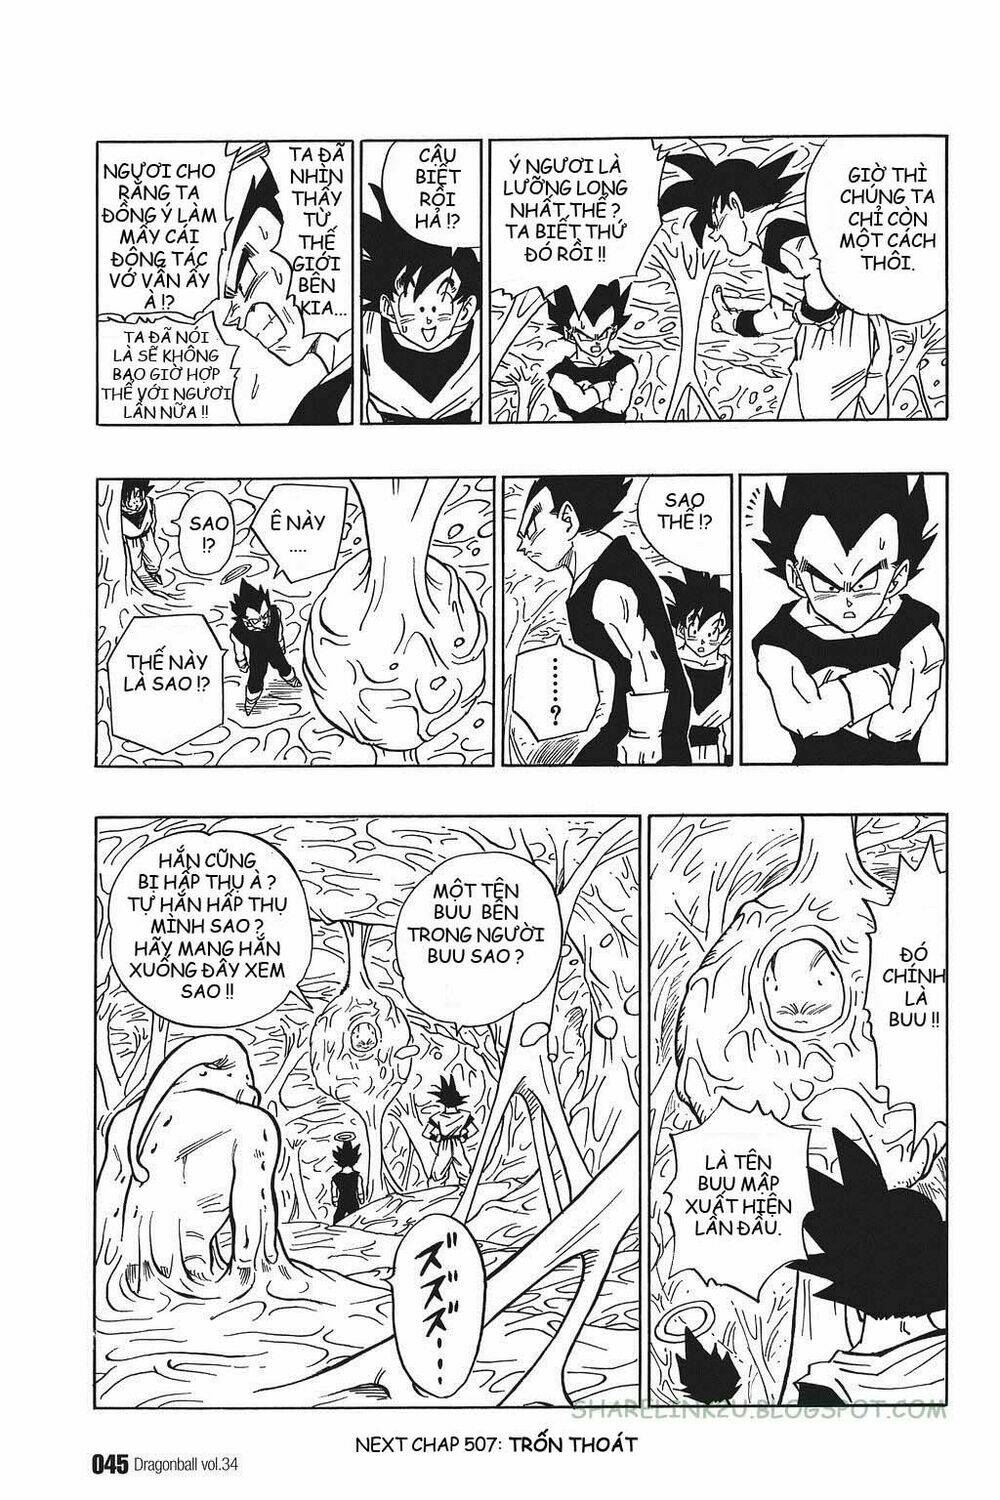 GIỜ THÌ
CHÚNG TA
CHỈ CÒN
MỘT CÁCH
THÔI.
Ý NGƯƠI LÀ
LƯỠNG LONG
NHẤT THỂ ?
TA BIẾT THỨ
ĐÓ RỒI !!
CẬU
BIẾT
RỒI
HẢ !?
TA ĐÃ
NHÌN
THẤY
TỪ
THẾ
GIỚI
BÊN
KIA...
NGƯƠI CHO
RẰNG TA
ĐỒNG Ý LÀM
MẤY CÁI
ĐỘNG TÁC
VỚ VẨN ẤY
À !?
TA ĐÃ NÓI
LÀ SẼ KHÔNG
BAO GIỜ HỢP
THỂ VỚI NGƯƠI
LẦN NỮA !!
SAO
THẾ !?
......?
Ê NÀY
....
SAO
!?
THẾ NÀY
LÀ SAO !?
ĐÓ
CHÍNH
LÀ
BUU !!
LÀ TÊN
BUU MẬP
XUẤT HIỆN
LẦN ĐẦU.
MỘT TÊN
BUU BÊN
TRONG NGƯỜI
BUU SAO ?
HẮN CŨNG
BỊ HẤP THỤ À ?
TỰ HẮN HẤP THỤ
MÌNH SAO ?
HÃY MANG HẮN
XUỐNG ĐÂY XEM
SAO !!
ズズズ...
SHARELINK2U.BLOGSPOT.COM
NEXT CHAP 507: TRỐN THOÁT
045 Dragonball vol.34